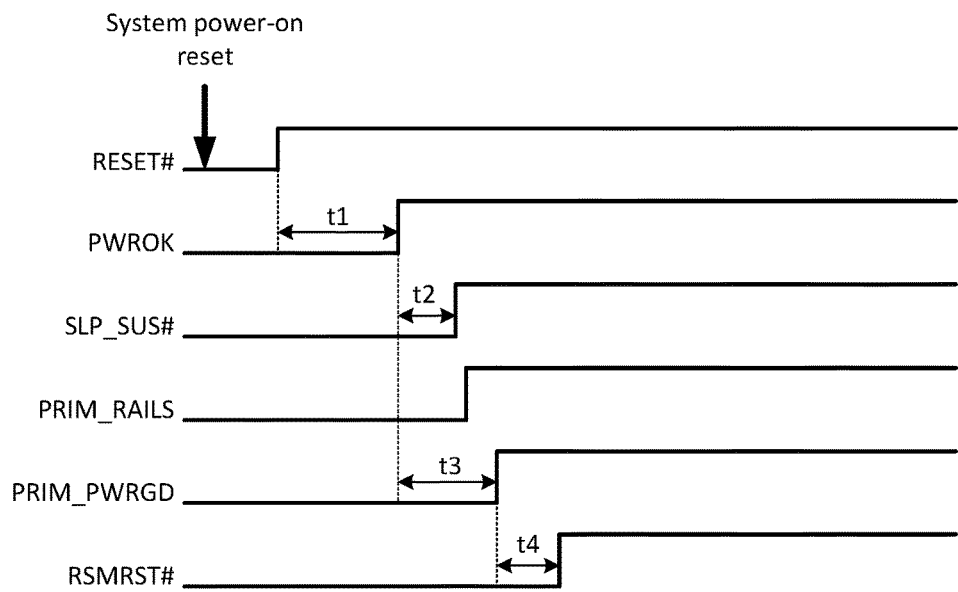 System power-on
reset
RESET#
t1
PWROK
t2
SLP_SUS#
PRIM_RAILS
t3
PRIM_PWRGD
t4
RSMRST#